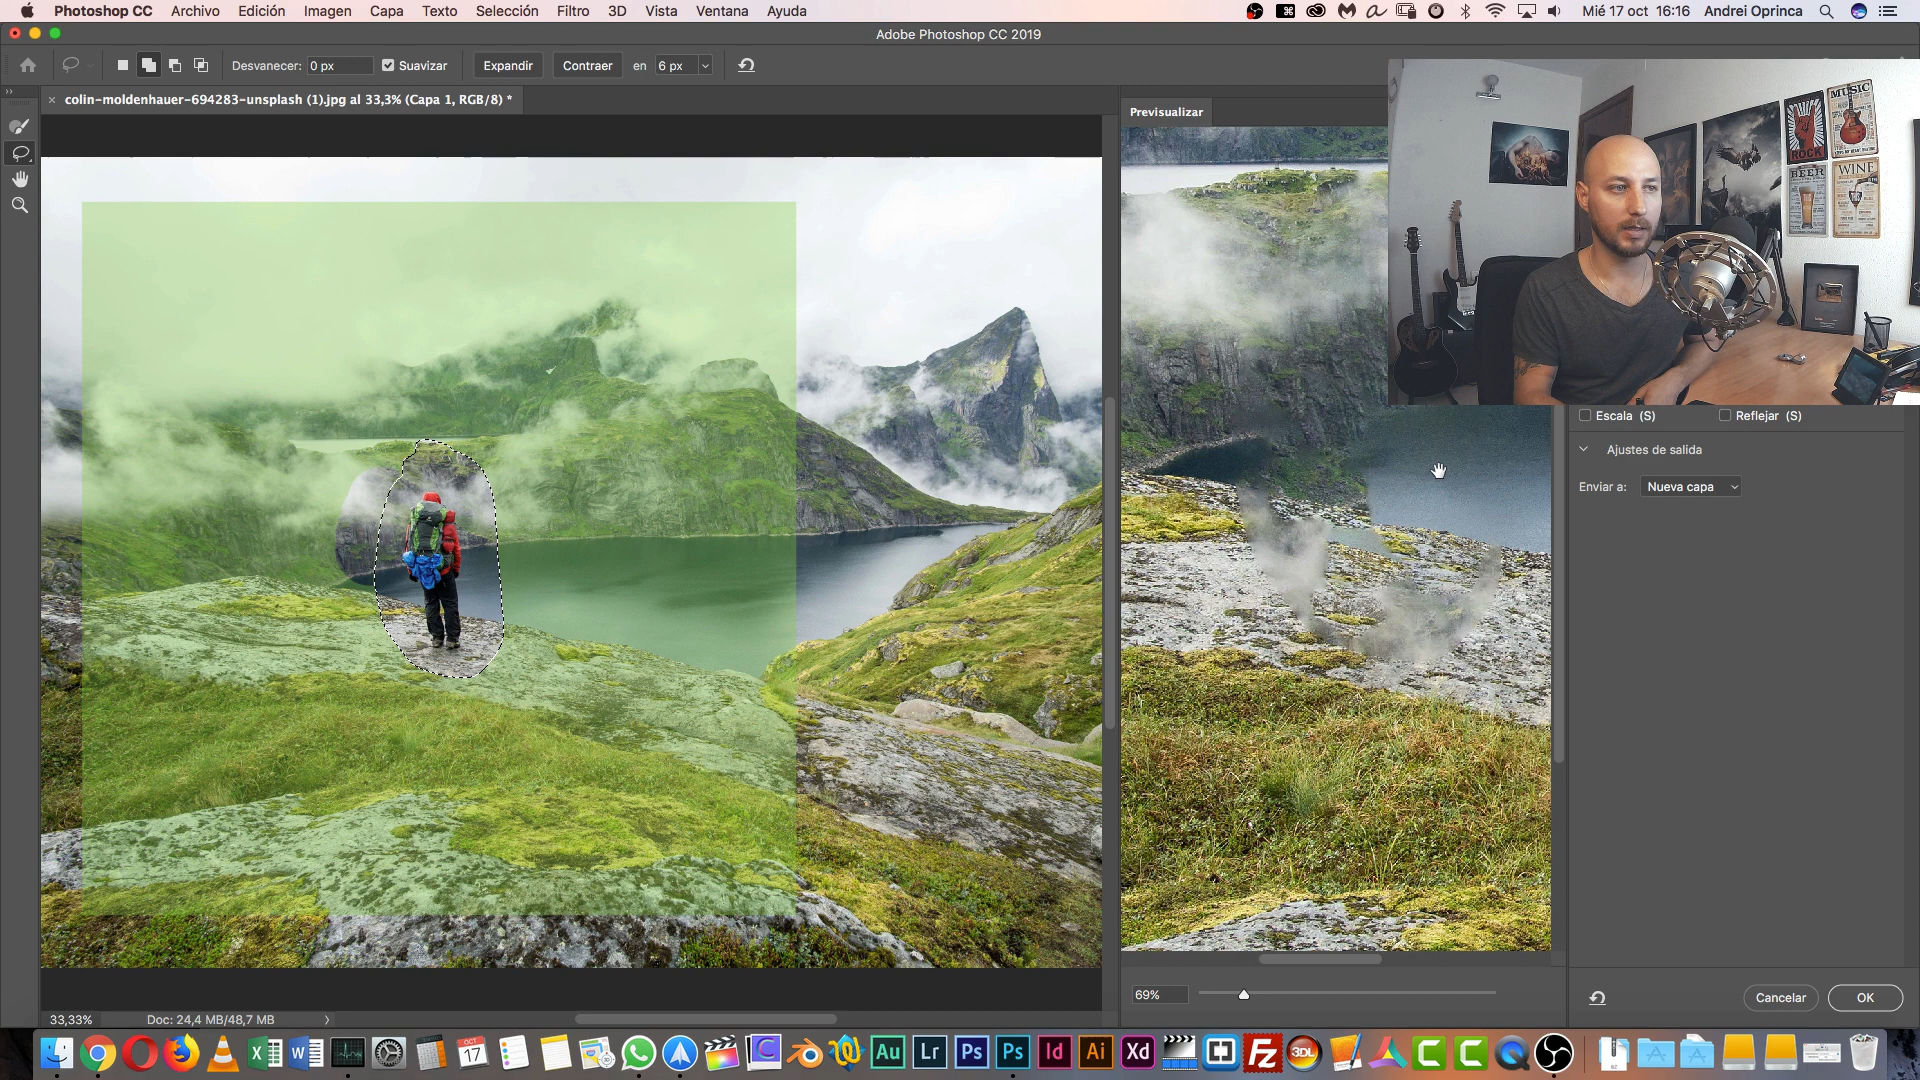 Photoshop CC Archivo Edición Imagen Capa Texto Selección Filtro 3D Vista Ventana Ayuda Mié 17 oct 16:16 Andrei Oprinca
Adobe Photoshop CC 2019
Desvanecer: 0 px Suavizar Expandir Contraer en 6 px
colin-moldenhauer-694283-unsplash (1).jpg al 33,3% (Capa 1, RGB/8) *
Previsualizar
MUSIC
ROCK
BEER
WINE
Escala (S) Reflejar (S)
Ajustes de salida
Enviar a: Nueva capa
69%
Cancelar OK
33,33% Doc: 24,4 MB/48,7 MB
OCT
17
Au Lr Ps Ps Id Ai Xd Fz 3DL